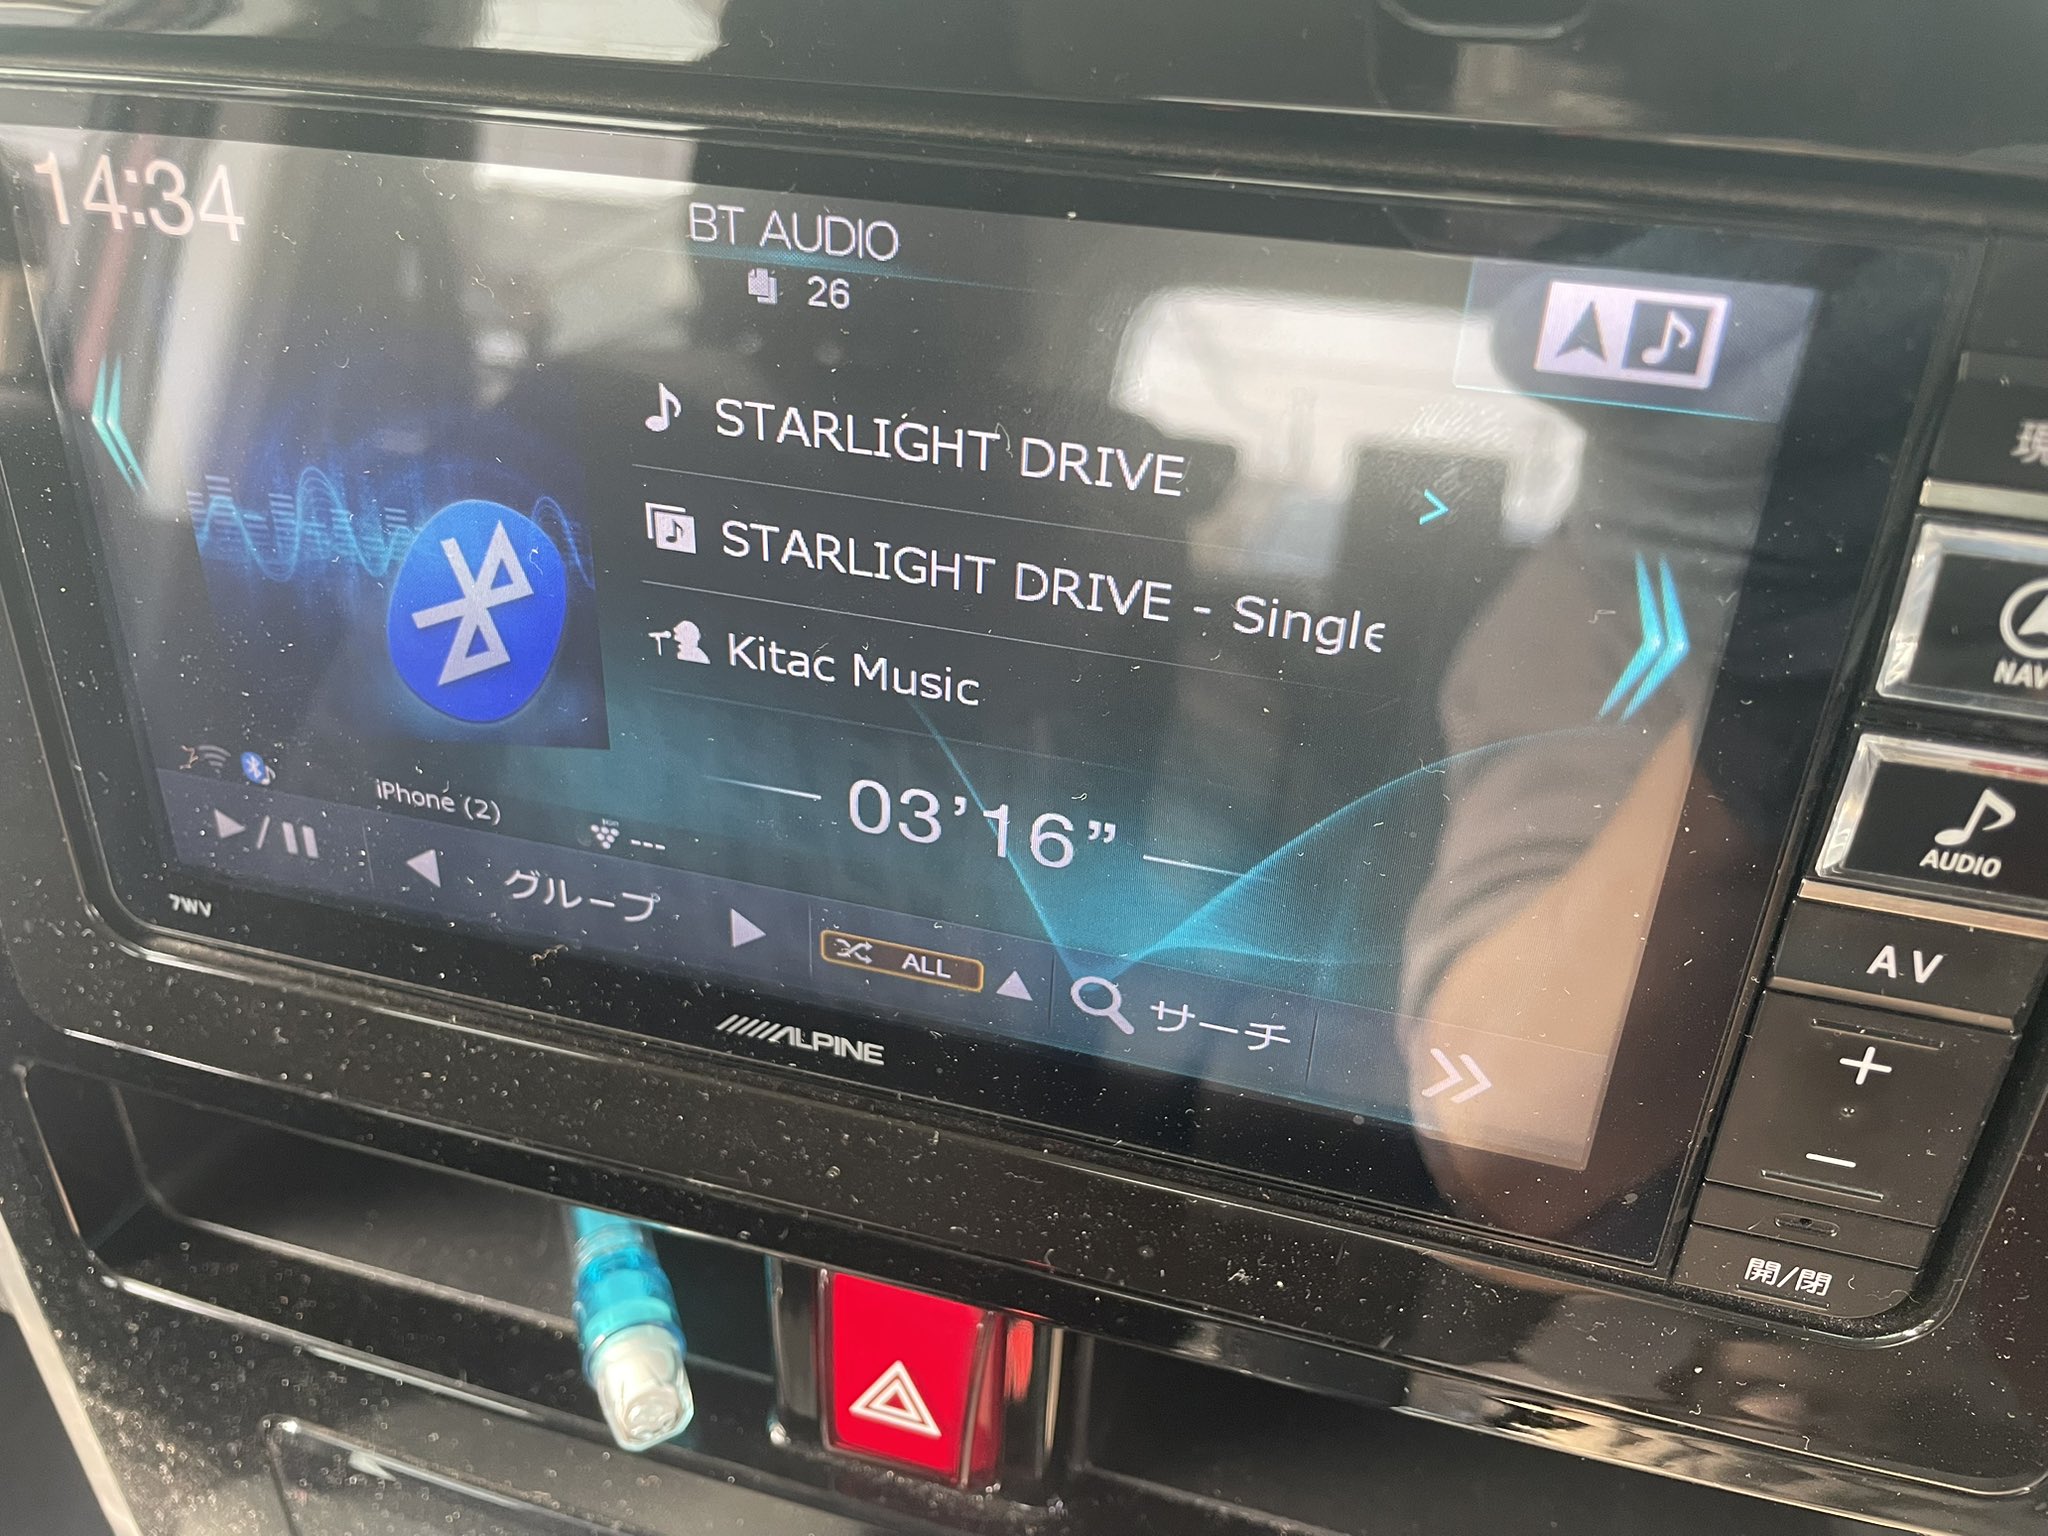 14:34
BT AUDIO
26
STARLIGHT DRIVE
STARLIGHT DRIVE - Single
Kitac Music
03'16”
iPhone (2)
---
グループ
ALL
サーチ
7WV
ALPINE
現
NAV
AUDIO
AV
+
−
開/閉